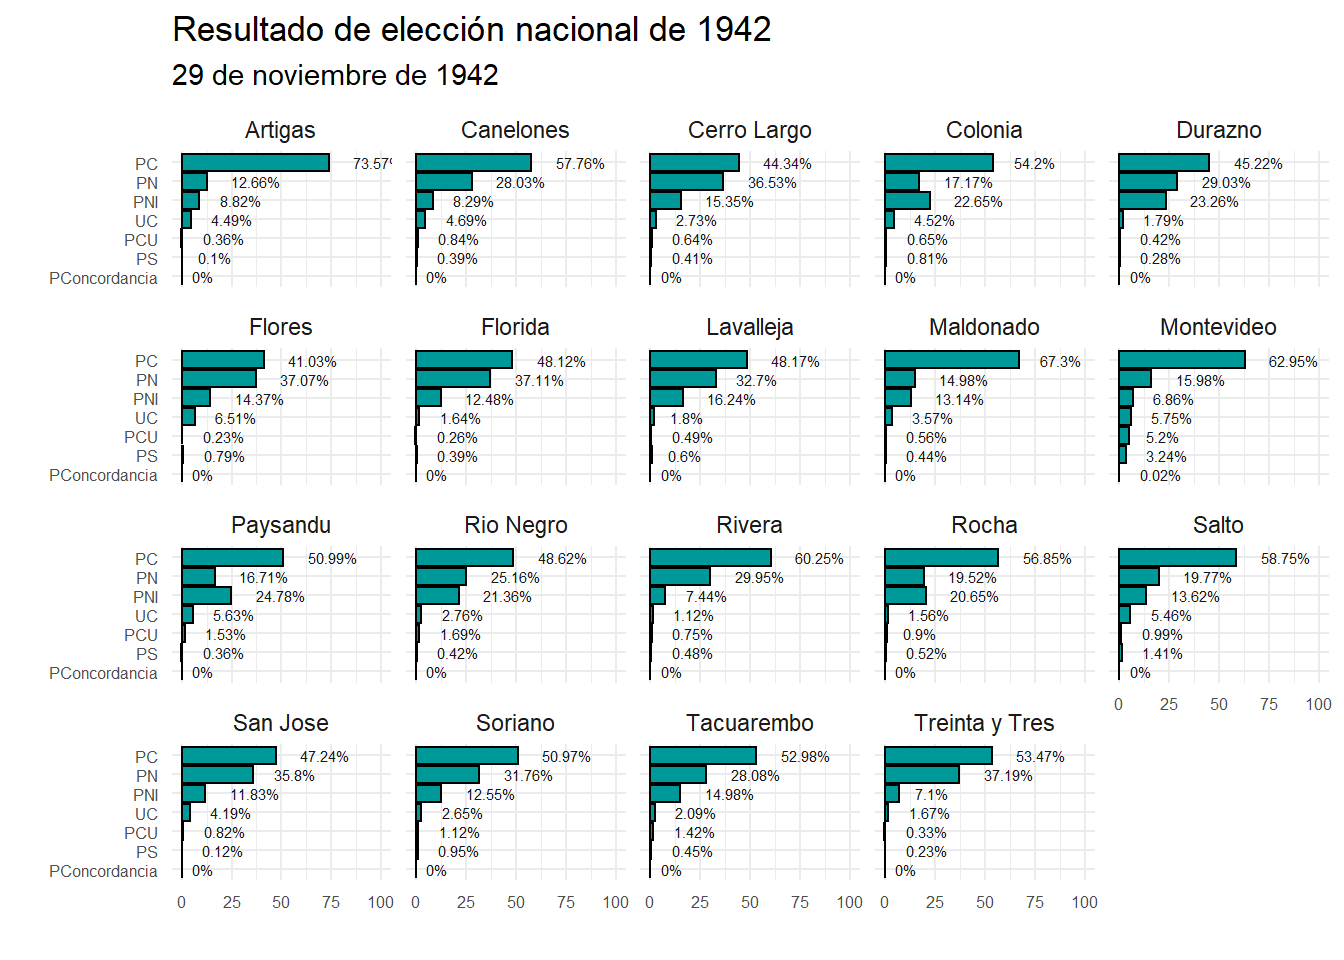 Resultado de elección nacional de 1942
29 de noviembre de 1942
Artigas Canelones Cerro Largo Colonia Durazno
PC 73.57% 57.76% 44.34% 54.2% 45.22%
PN 12.66% 28.03% 36.53% 17.17% 29.03%
PNI 8.82% 8.29% 15.35% 22.65% 23.26%
UC 4.49% 4.69% 2.73% 4.52% 1.79%
PCU 0.36% 0.84% 0.64% 0.65% 0.42%
PS 0.1% 0.39% 0.41% 0.81% 0.28%
PConcordancia 0% 0% 0% 0% 0%
Flores Florida Lavalleja Maldonado Montevideo
PC 41.03% 48.12% 48.17% 67.3% 62.95%
PN 37.07% 37.11% 32.7% 14.98% 15.98%
PNI 14.37% 12.48% 16.24% 13.14% 6.86%
UC 6.51% 1.64% 1.8% 3.57% 5.75%
PCU 0.23% 0.26% 0.49% 0.56% 5.2%
PS 0.79% 0.39% 0.6% 0.44% 3.24%
PConcordancia 0% 0% 0% 0% 0.02%
Paysandu Rio Negro Rivera Rocha Salto
PC 50.99% 48.62% 60.25% 56.85% 58.75%
PN 16.71% 25.16% 29.95% 19.52% 19.77%
PNI 24.78% 21.36% 7.44% 20.65% 13.62%
UC 5.63% 2.76% 1.12% 1.56% 5.46%
PCU 1.53% 1.69% 0.75% 0.9% 0.99%
PS 0.36% 0.42% 0.48% 0.52% 1.41%
PConcordancia 0% 0% 0% 0% 0%
0 25 50 75 100
San Jose Soriano Tacuarembo Treinta y Tres
PC 47.24% 50.97% 52.98% 53.47%
PN 35.8% 31.76% 28.08% 37.19%
PNI 11.83% 12.55% 14.98% 7.1%
UC 4.19% 2.65% 2.09% 1.67%
PCU 0.82% 1.12% 1.42% 0.33%
PS 0.12% 0.95% 0.45% 0.23%
PConcordancia 0% 0% 0% 0%
0 25 50 75 100 0 25 50 75 100 0 25 50 75 100 0 25 50 75 100